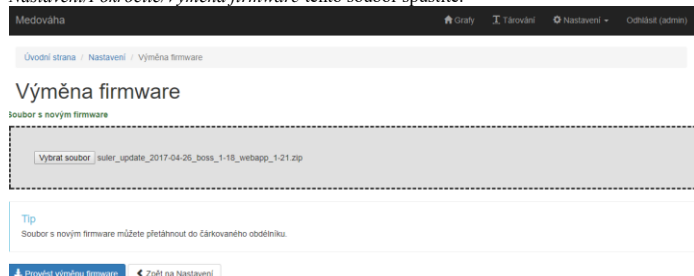 Nastavení/Pokročilé/Výměna firmware tento soubor spustíte.
Medováha Grafy Tárování Nastavení Odhlásit (admin)
Úvodní strana / Nastavení / Výměna firmware
Výměna firmware
Soubor s novým firmware
Vybrat soubor suler_update_2017-04-26_boss_1-18_webapp_1-21.zip
Tip
Soubor s novým firmware můžete přetáhnout do čárkovaného obdélníku.
Provést výměnu firmware Zpět na Nastavení